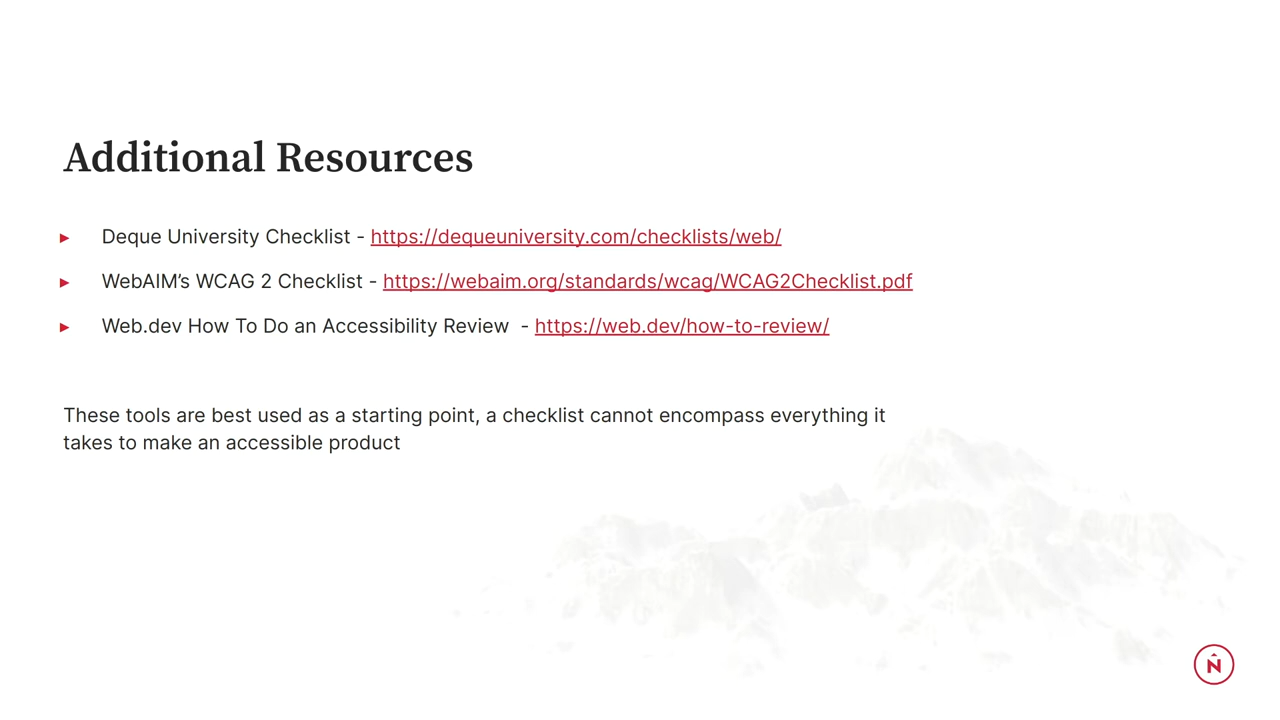 Additional Resources
▸ Deque University Checklist - https://dequeuniversity.com/checklists/web/
▸ WebAIM’s WCAG 2 Checklist - https://webaim.org/standards/wcag/WCAG2Checklist.pdf
▸ Web.dev How To Do an Accessibility Review  - https://web.dev/how-to-review/
These tools are best used as a starting point, a checklist cannot encompass everything it
takes to make an accessible product
N